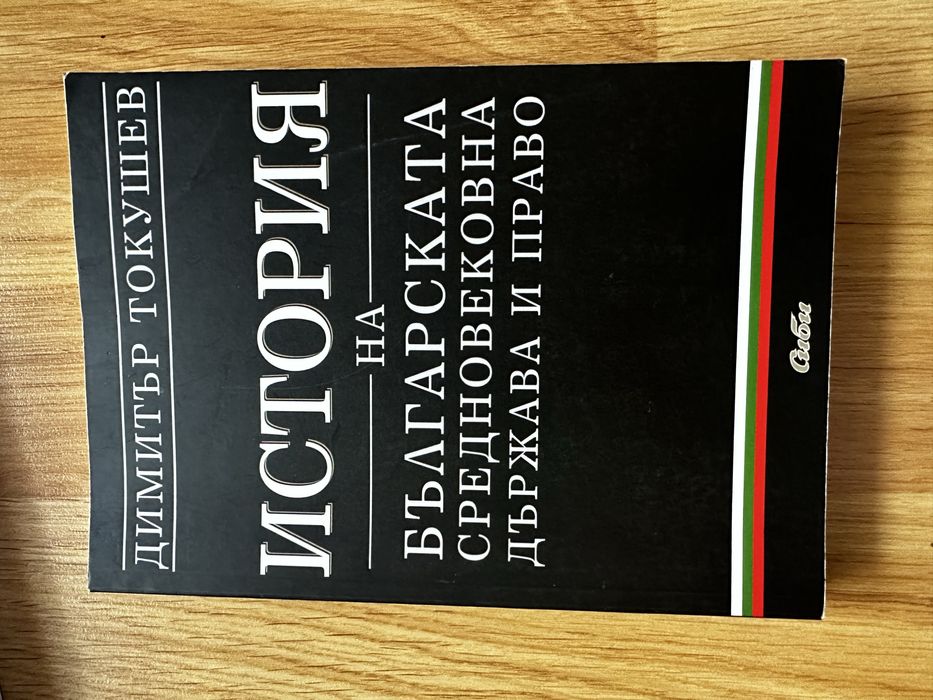 ДИМИТЪР ТОКУШЕВ
ИСТОРИЯ
НА
БЪЛГАРСКАТА
СРЕДНОВЕКОВНА
ДЪРЖАВА И ПРАВО
Сиби